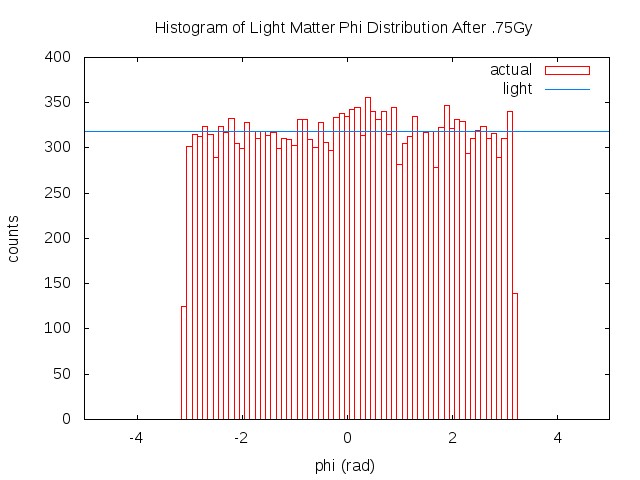 Histogram of Light Matter Phi Distribution After .75Gy
400
350
300
250
200
150
100
50
0
counts
actual
light
-4 -2 0 2 4
phi (rad)